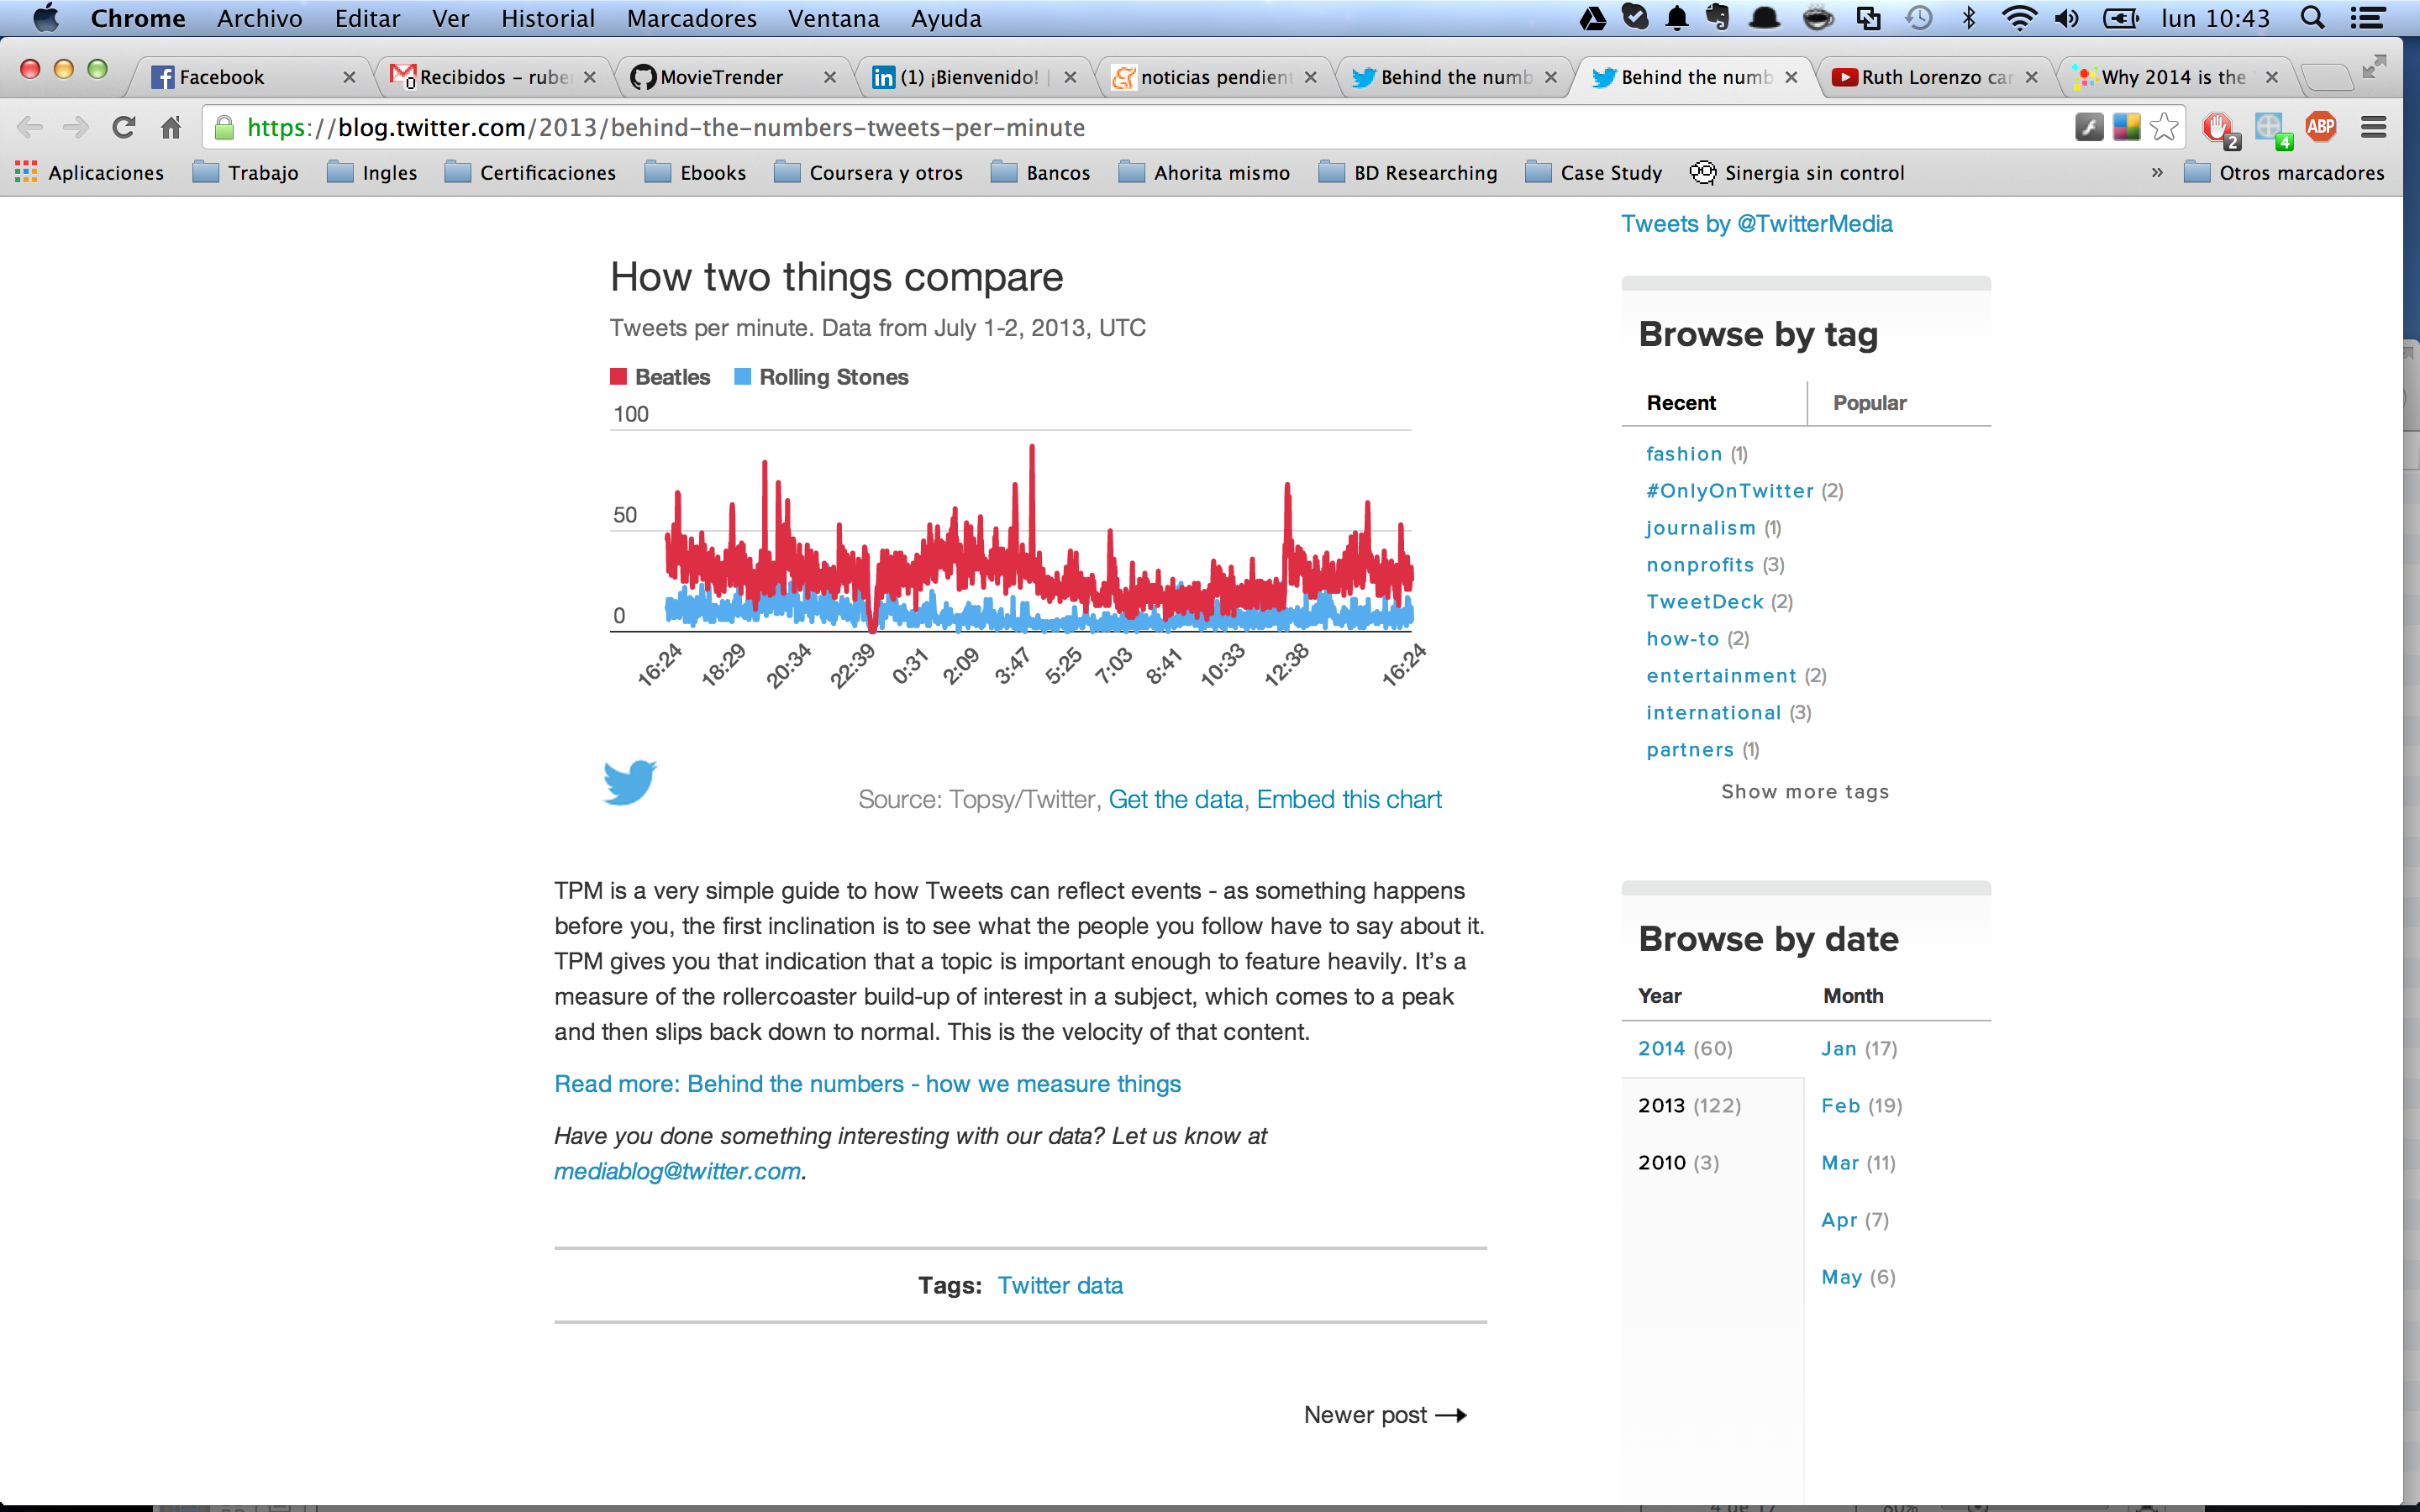 Chrome Archivo Editar Ver Historial Marcadores Ventana Ayuda lun 10:43
Facebook
Recibidos – rube
MovieTrender
(1) ¡Bienvenido! |
noticias pendient
Behind the numb
Behind the numb
Ruth Lorenzo can
Why 2014 is the
https://blog.twitter.com/2013/behind-the-numbers-tweets-per-minute
2 4 ABP
Aplicaciones Trabajo Ingles Certificaciones Ebooks Coursera y otros Bancos Ahorita mismo BD Researching Case Study Sinergia sin control » Otros marcadores
How two things compare
Tweets per minute. Data from July 1-2, 2013, UTC
Beatles Rolling Stones
100
50
0
16:24 18:29 20:34 22:39 0:31 2:09 3:47 5:25 7:03 8:41 10:33 12:38 16:24
Source: Topsy/Twitter, Get the data, Embed this chart
TPM is a very simple guide to how Tweets can reflect events - as something happens
before you, the first inclination is to see what the people you follow have to say about it.
TPM gives you that indication that a topic is important enough to feature heavily. It’s a
measure of the rollercoaster build-up of interest in a subject, which comes to a peak
and then slips back down to normal. This is the velocity of that content.
Read more: Behind the numbers - how we measure things
Have you done something interesting with our data? Let us know at
mediablog@twitter.com.
Tags: Twitter data
Newer post
Tweets by @TwitterMedia
Browse by tag
Recent Popular
fashion (1)
#OnlyOnTwitter (2)
journalism (1)
nonprofits (3)
TweetDeck (2)
how-to (2)
entertainment (2)
international (3)
partners (1)
Show more tags
Browse by date
Year Month
2014 (60) Jan (17)
2013 (122) Feb (19)
2010 (3) Mar (11)
Apr (7)
May (6)